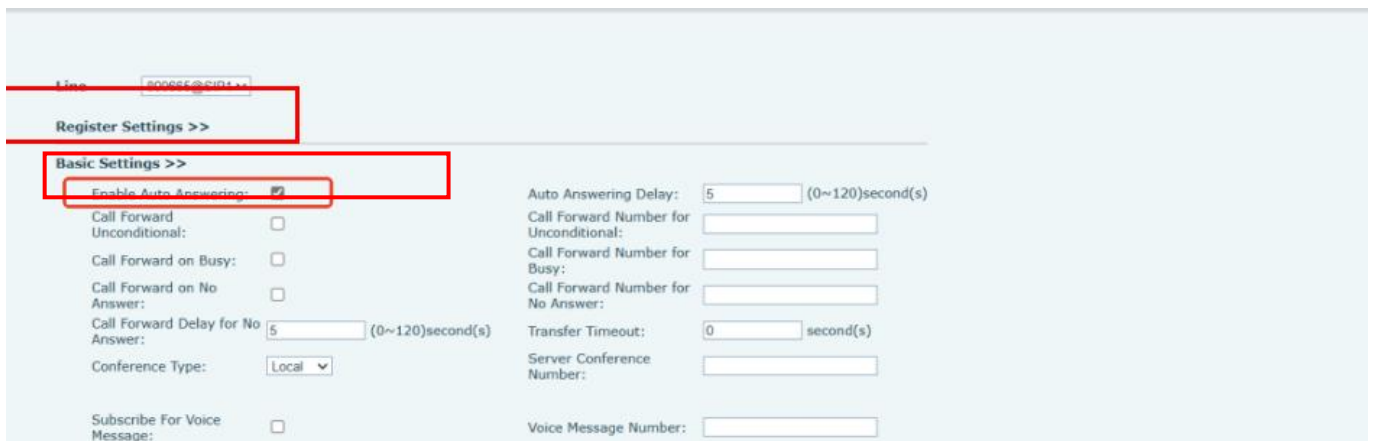 Line
Register Settings >>
Basic Settings >>
Enable Auto Answering:
Auto Answering Delay: 5 (0~120)second(s)
Call Forward
Unconditional:
Call Forward Number for
Unconditional:
Call Forward on Busy:
Call Forward Number for
Busy:
Call Forward on No
Answer:
Call Forward Number for
No Answer:
Call Forward Delay for No
Answer:
5 (0~120)second(s)
Transfer Timeout: 0 second(s)
Conference Type: Local
Server Conference
Number:
Subscribe For Voice
Message:
Voice Message Number: